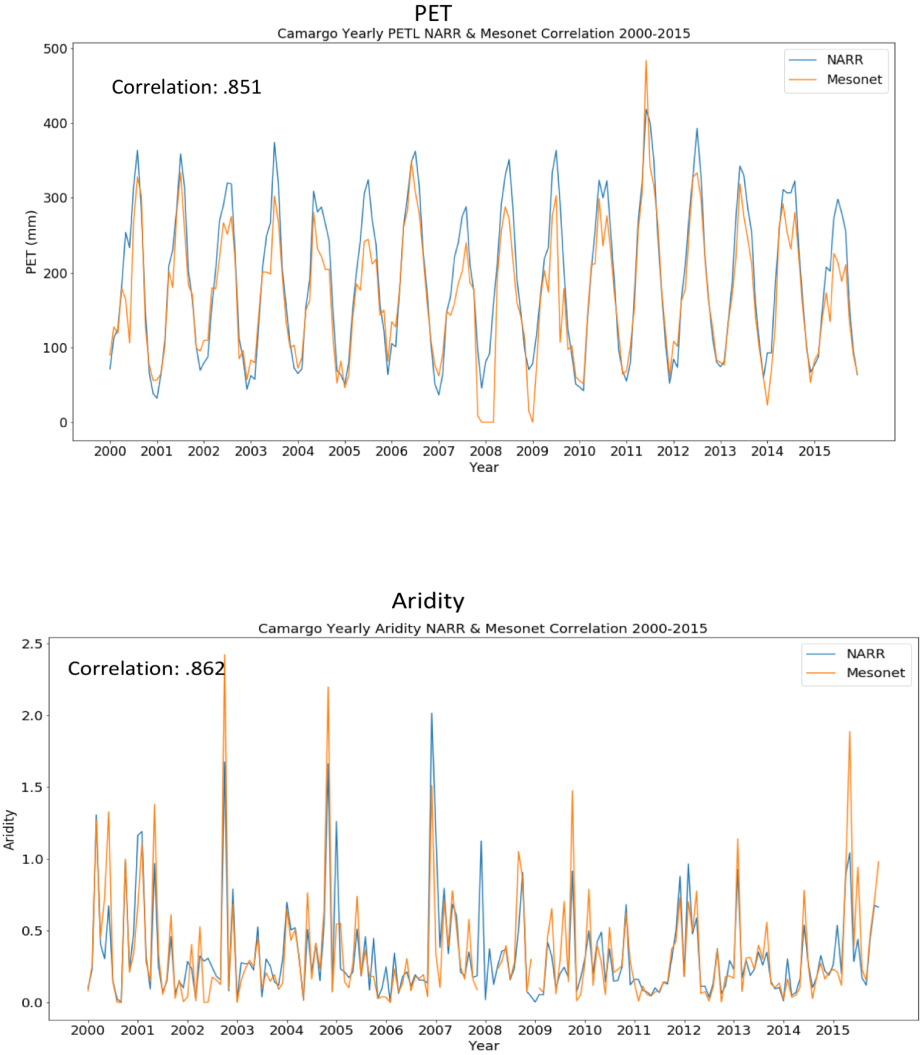 PET
Camargo Yearly PETL NARR & Mesonet Correlation 2000-2015
500
NARR
Correlation: .851
Mesonet
400
300
PET (mm)
200
100
0
2000 2001 2002 2003 2004 2005 2006 2007 2008 2009 2010 2011 2012 2013 2014 2015
Year
Aridity
Camargo Yearly Aridity NARR & Mesonet Correlation 2000-2015
2.5
NARR
Correlation: .862
Mesonet
2.0
1.5
Aridity
1.0
0.5
0.0
2000 2001 2002 2003 2004 2005 2006 2007 2008 2009 2010 2011 2012 2013 2014 2015
Year